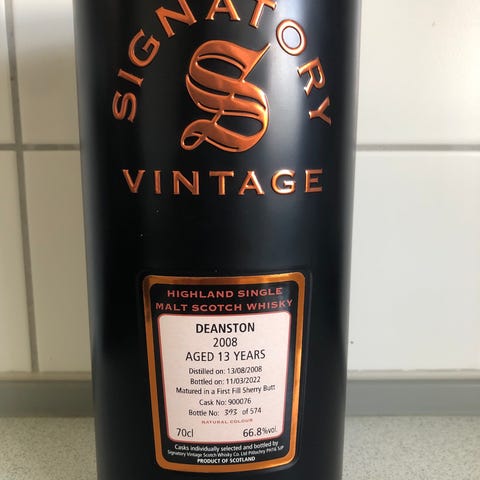 SIGNATORY
S
VINTAGE
HIGHLAND SINGLE
MALT SCOTCH WHISKY
DEANSTON
2008
AGED 13 YEARS
Distilled on: 13/08/2008
Bottled on: 11/03/2022
Matured in a First Fill Sherry Butt
Cask No: 900076
Bottle No: 393 of 574
NATURAL COLOUR
70cl 66.8%vol.
Casks individually selected and bottled by
Signatory Vintage Scotch Whisky Co. Ltd Pitlochry PH16 5JP
PRODUCT OF SCOTLAND